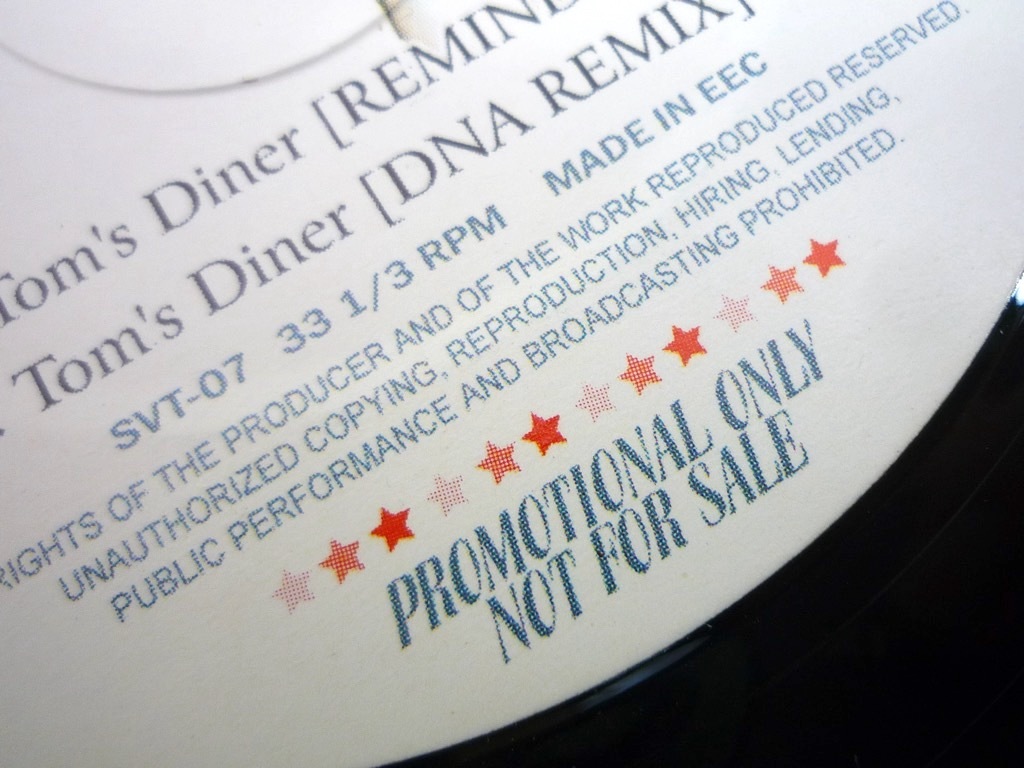 Tom's Diner [REMIND
Tom's Diner [DNA REMIX]
SVT-07 33 1/3 RPM MADE IN EEC
RIGHTS OF THE PRODUCER AND OF THE WORK REPRODUCED RESERVED.
UNAUTHORIZED COPYING, REPRODUCTION, HIRING, LENDING,
PUBLIC PERFORMANCE AND BROADCASTING PROHIBITED.
PROMOTIONAL ONLY
NOT FOR SALE